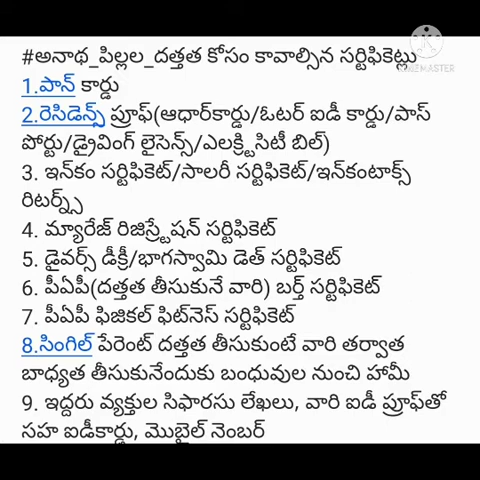 #అనాథ_పిల్లల_దత్తత కోసం కావాల్సిన సర్టిఫికెట్లు
1.పాన్ కార్డు
2.రెసిడెన్స్ ప్రూఫ్(ఆధార్‌కార్డు/ఓటర్ ఐడీ కార్డు/పాస్
పోర్టు/డ్రైవింగ్ లైసెన్స్/ఎలక్ట్రిసిటీ బిల్)
3. ఇన్‌కం సర్టిఫికెట్/సాలరీ సర్టిఫికెట్/ఇన్‌కంటాక్స్
రిటర్న్స్
4. మ్యారేజ్ రిజిస్ట్రేషన్ సర్టిఫికెట్
5. డైవర్స్ డీక్రీ/భాగస్వామి డెత్ సర్టిఫికెట్
6. పీఏపీ(దత్తత తీసుకునే వారి) బర్త్ సర్టిఫికెట్
7. పీఏపీ ఫిజికల్ ఫిట్‌నెస్ సర్టిఫికెట్
8.సింగిల్ పేరెంట్ దత్తత తీసుకుంటే వారి తర్వాత
బాధ్యత తీసుకునేందుకు బంధువుల నుంచి హామీ
9. ఇద్దరు వ్యక్తుల సిఫారసు లేఖలు, వారి ఐడీ ప్రూఫ్‌తో
సహ ఐడీకార్డు, మొబైల్ నెంబర్